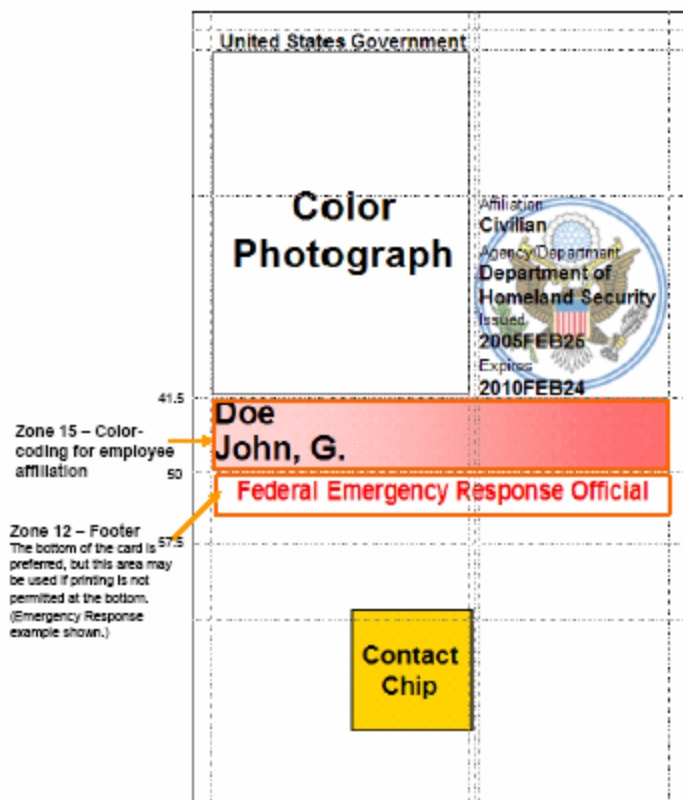 United States Government
Color
Photograph
Affiliation
Civilian
Agency/Department
Department of
Homeland Security
Issued
2005FEB25
Expires
2010FEB24
41.5
Doe
John, G.
Zone 15 – Color-
coding for employee
affiliation
50
Federal Emergency Response Official
Zone 12 – Footer
The bottom of the card is
preferred, but this area may
be used if printing is not
permitted at the bottom.
(Emergency Response
example shown.)
57.5
Contact
Chip